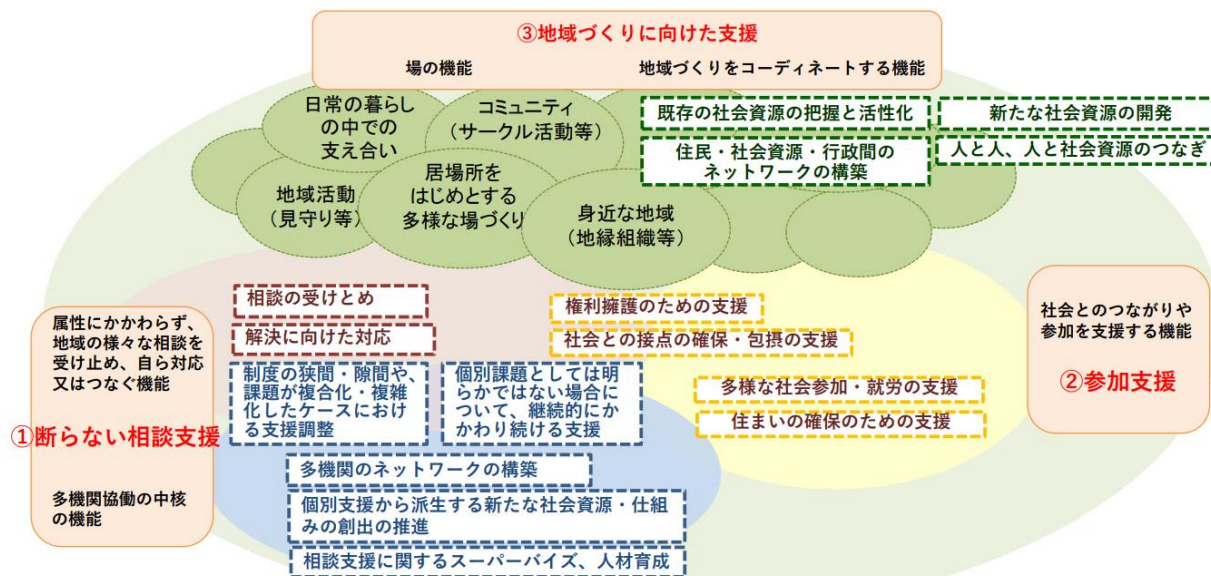 ③地域づくりに向けた支援
場の機能
地域づくりをコーディネートする機能
日常の暮らし
の中での
支え合い
コミュニティ
（サークル活動等）
地域活動
（見守り等）
居場所を
はじめとする
多様な場づくり
身近な地域
（地縁組織等）
既存の社会資源の把握と活性化
新たな社会資源の開発
住民・社会資源・行政間の
ネットワークの構築
人と人、人と社会資源のつなぎ
属性にかかわらず、
地域の様々な相談を
受け止め、自ら対応
又はつなぐ機能
①断らない相談支援
多機関協働の中核
の機能
相談の受けとめ
解決に向けた対応
制度の狭間・隙間や、
課題が複合化・複雑
化したケースにおけ
る支援調整
個別課題としては明
らかではない場合に
ついて、継続的にか
かわり続ける支援
多機関のネットワークの構築
個別支援から派生する新たな社会資源・仕組
みの創出の推進
相談支援に関するスーパーバイズ、人材育成
権利擁護のための支援
社会との接点の確保・包摂の支援
多様な社会参加・就労の支援
住まいの確保のための支援
社会とのつながりや
参加を支援する機能
②参加支援